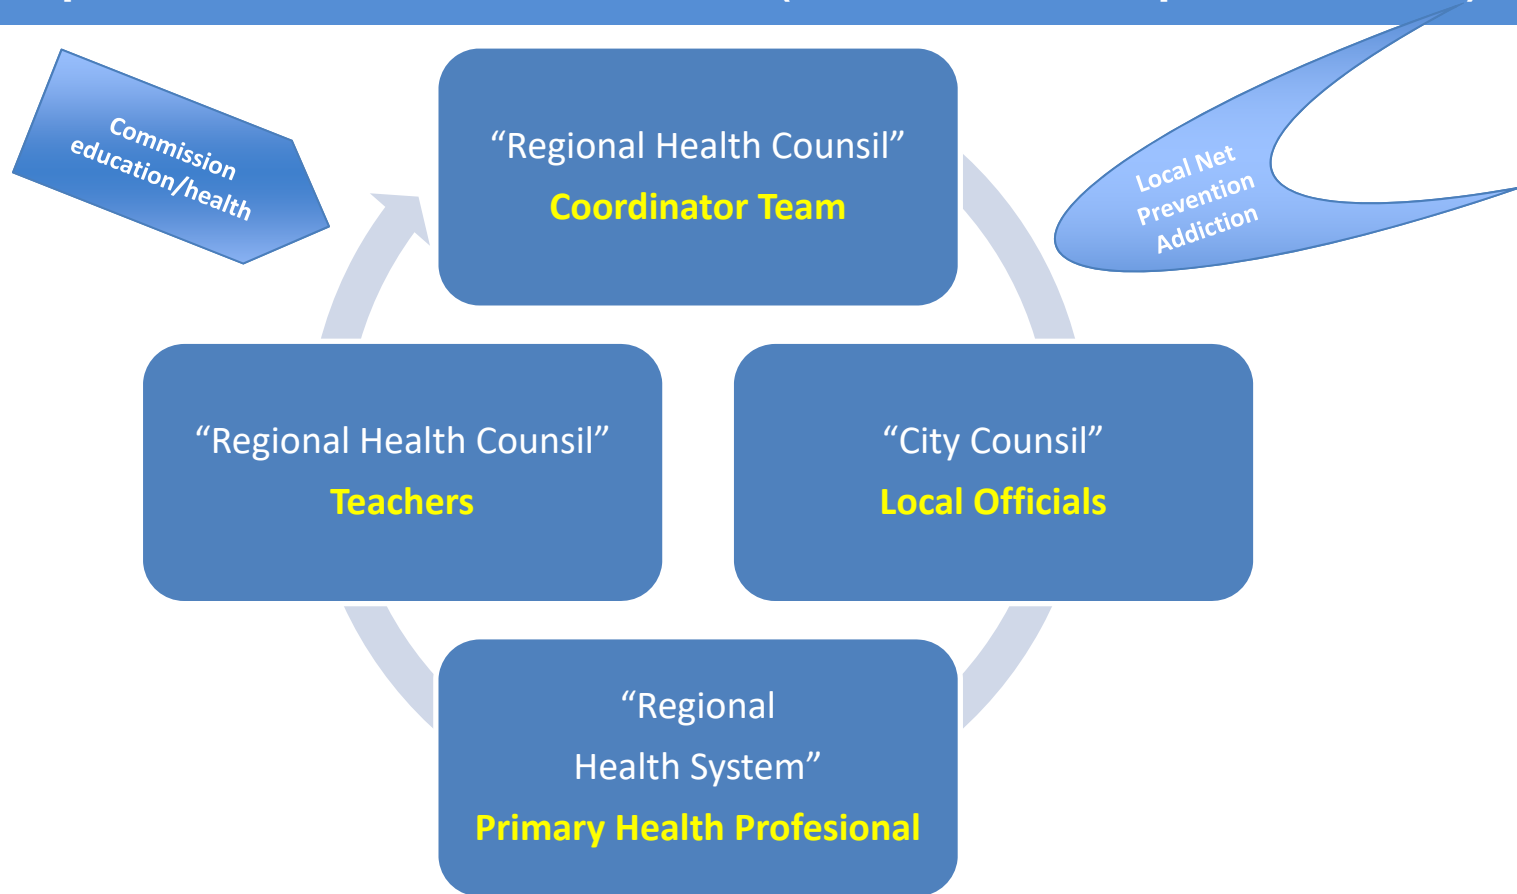 Commission
education/health
“Regional Health Counsil”
Coordinator Team
Local Net
Prevention
Addiction
“Regional Health Counsil”
Teachers
“City Counsil”
Local Officials
“Regional
Health System”
Primary Health Profesional